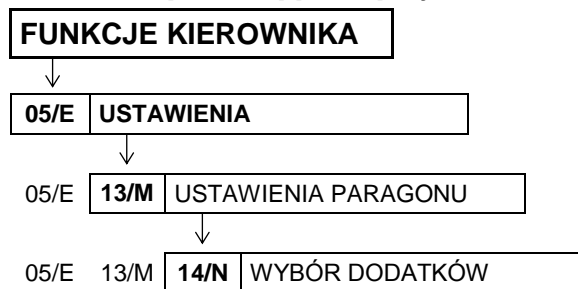 FUNKCJE KIEROWNIKA
05/E USTAWIENIA
05/E 13/M USTAWIENIA PARAGONU
05/E 13/M 14/N WYBÓR DODATKÓW